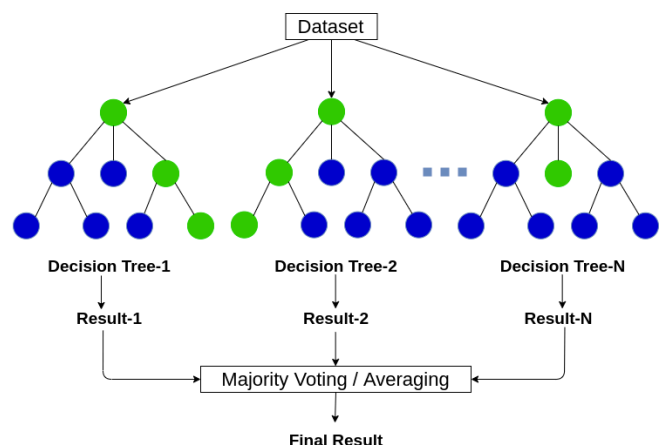 Dataset
Decision Tree-1
Decision Tree-2
Decision Tree-N
Result-1
Result-2
Result-N
Majority Voting / Averaging
Final Result